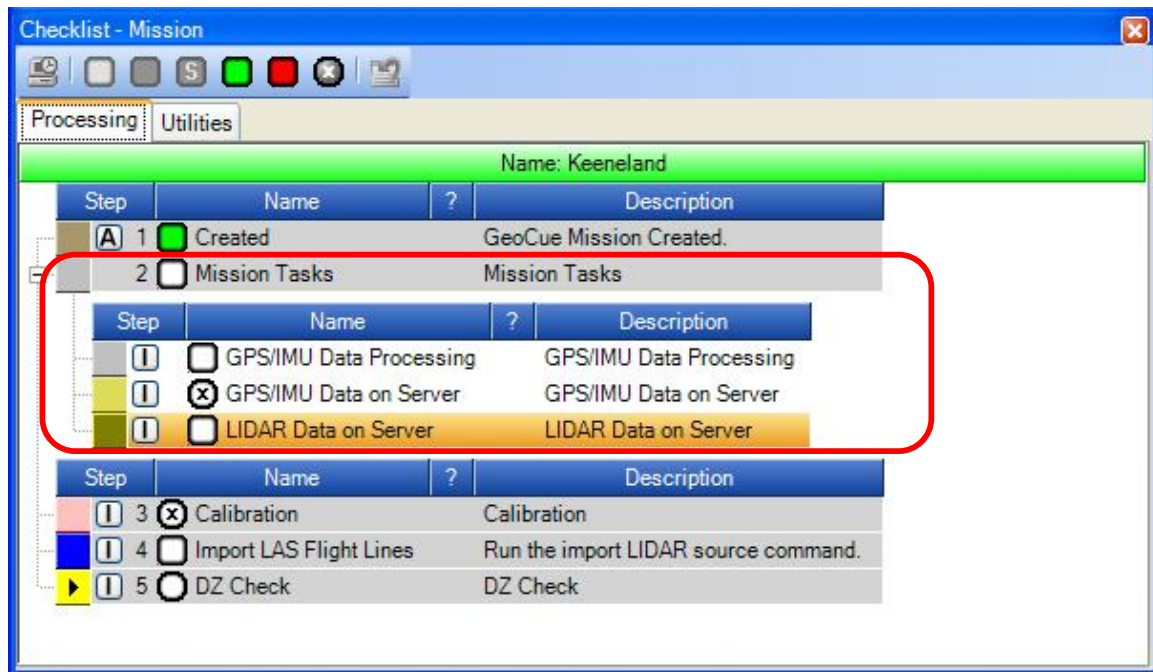 Checklist - Mission
S
Processing Utilities
Name: Keeneland
Step Name ? Description
A 1 Created GeoCue Mission Created.
2 Mission Tasks Mission Tasks
Step Name ? Description
I GPS/IMU Data Processing GPS/IMU Data Processing
I GPS/IMU Data on Server GPS/IMU Data on Server
I LIDAR Data on Server LIDAR Data on Server
Step Name ? Description
I 3 Calibration Calibration
I 4 Import LAS Flight Lines Run the import LIDAR source command.
I 5 DZ Check DZ Check